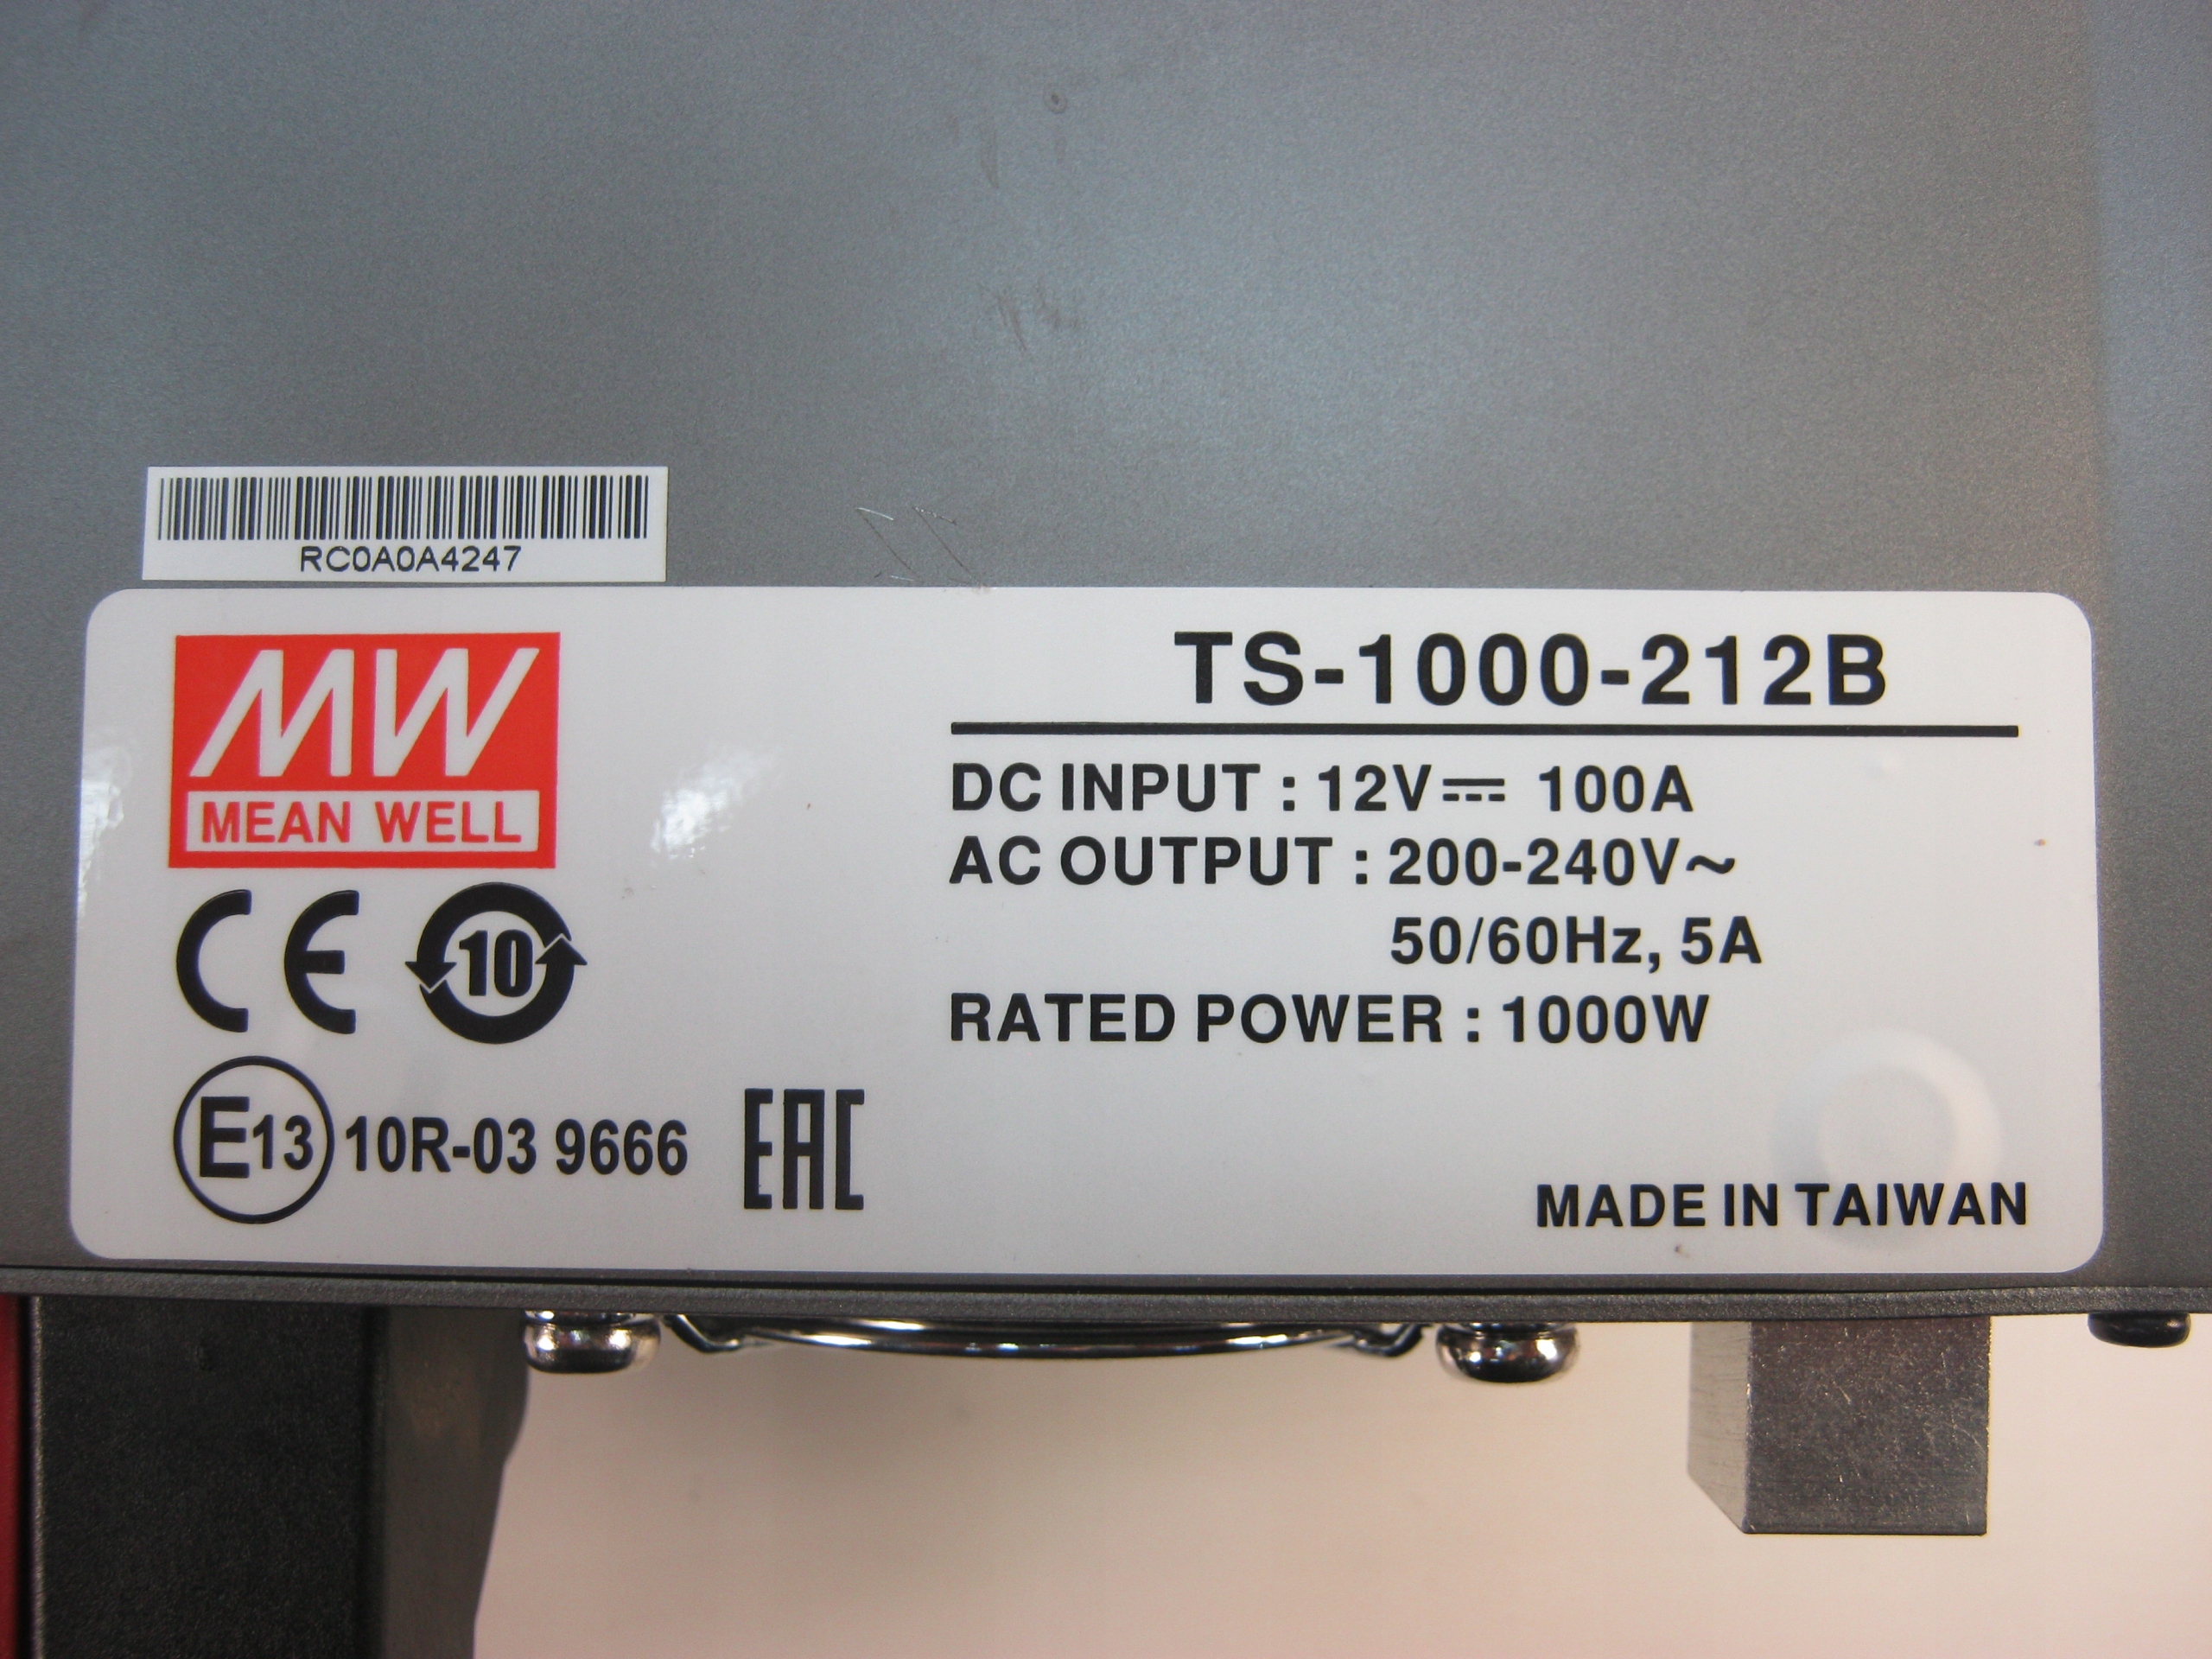 RC0A0A4247
MW
MEAN WELL
TS-1000-212B
DC INPUT : 12V⎓ 100A
AC OUTPUT : 200-240V~
50/60Hz, 5A
RATED POWER : 1000W
CE 10
E13 10R-03 9666 EAC
MADE IN TAIWAN